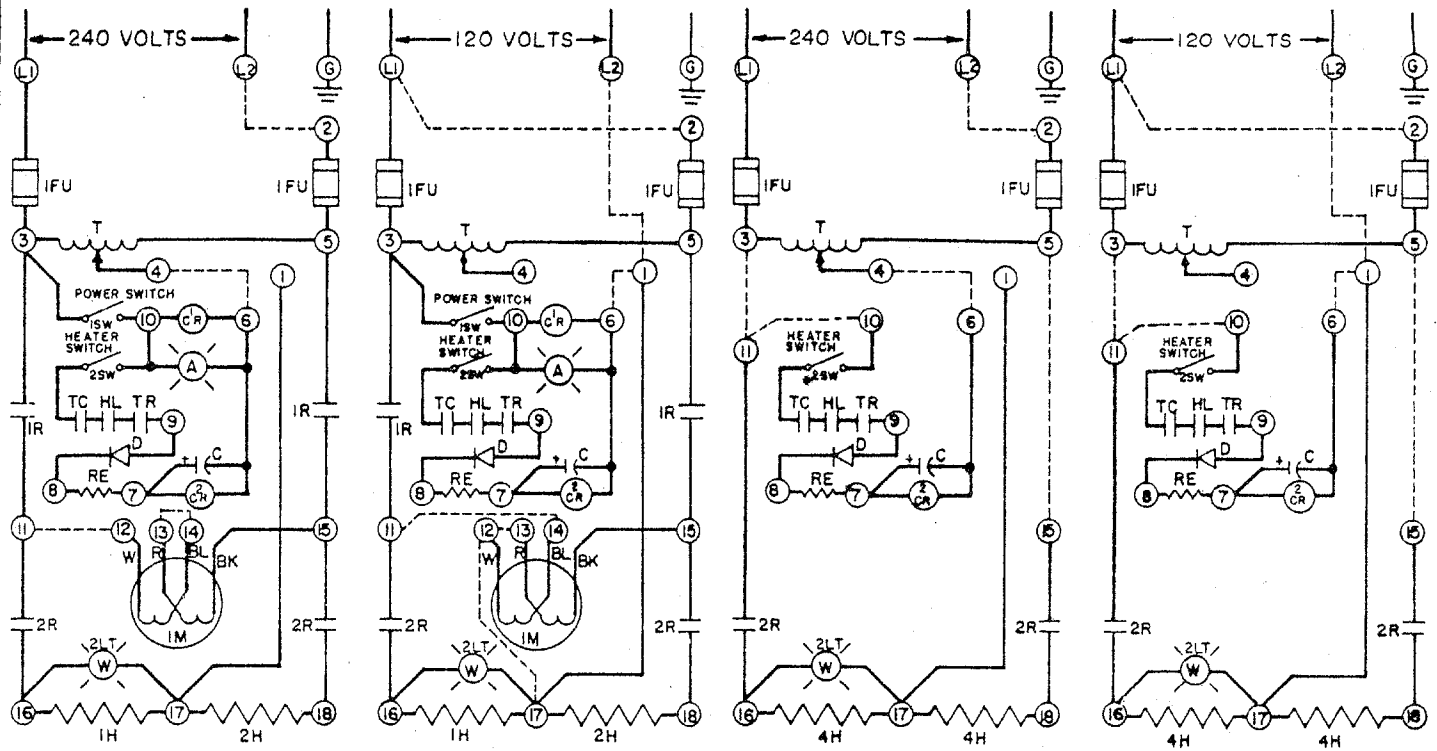 240 VOLTS
L1
L2
G
2
1FU
1FU
3
T
5
4
1
POWER SWITCH
1SW
10
1CR
6
HEATER SWITCH
2SW
A
TC HL TR
9
1R
1R
D
C
+
RE
8
7
2CR
11
12
13
14
15
W
R
BL
BK
1M
2R
2R
2LT
W
16
17
18
1H
2H
120 VOLTS
L1
L2
G
2
1FU
1FU
3
T
5
4
1
POWER SWITCH
1SW
10
1CR
6
HEATER SWITCH
2SW
A
TC HL TR
9
1R
1R
D
C
+
RE
8
7
2CR
11
12
13
14
15
W
R
BL
BK
1M
2R
2R
2LT
W
16
17
18
1H
2H
240 VOLTS
L1
L2
G
2
1FU
1FU
3
T
5
4
1
10
6
11
HEATER SWITCH
*2SW
TC HL TR
9
D
C
+
RE
8
7
2CR
15
2R
2R
2LT
W
16
17
18
4H
4H
120 VOLTS
L1
L2
G
2
1FU
1FU
3
T
5
4
1
10
6
11
HEATER SWITCH
2SW
TC HL TR
9
D
C
+
RE
8
7
2CR
15
2R
2R
2LT
W
16
17
18
4H
4H